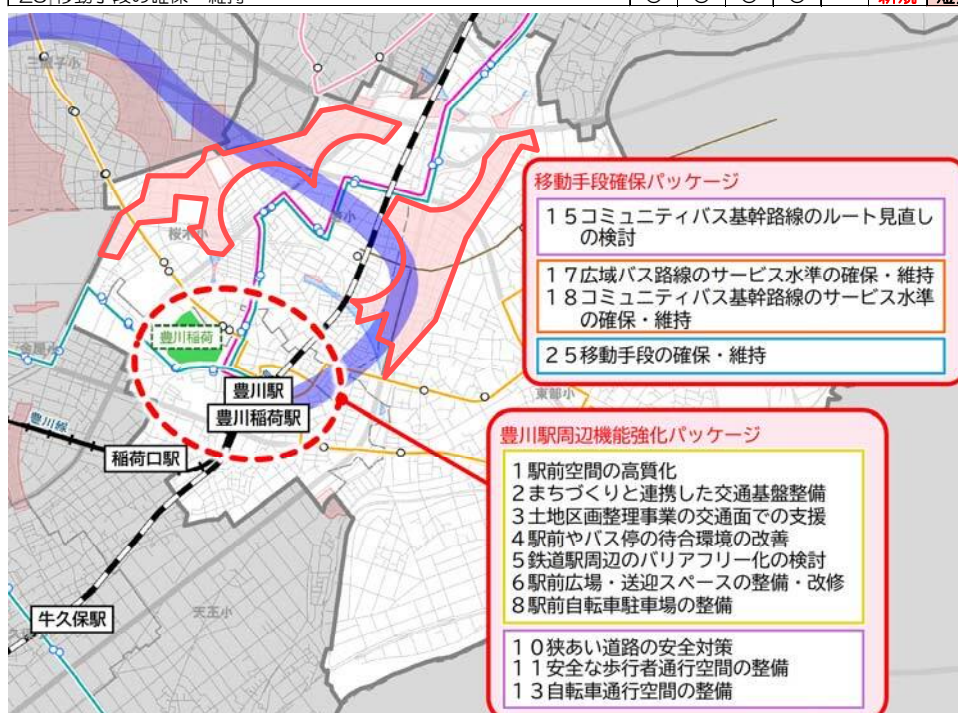 25 移動手段の確保・維持 ○ ○ ○ ○ 新規
桜木小
豊川稲荷
豊川駅
豊川稲荷駅
豊川線
稲荷口駅
牛久保駅
天王小
東部小
移動手段確保パッケージ
15コミュニティバス基幹路線のルート見直し
の検討
17広域バス路線のサービス水準の確保・維持
18コミュニティバス基幹路線のサービス水準
の確保・維持
25移動手段の確保・維持
豊川駅周辺機能強化パッケージ
1駅前空間の高質化
2まちづくりと連携した交通基盤整備
3土地区画整理事業の交通面での支援
4駅前やバス停の待合環境の改善
5鉄道駅周辺のバリアフリー化の検討
6駅前広場・送迎スペースの整備・改修
8駅前自転車駐車場の整備
10狭あい道路の安全対策
11安全な歩行者通行空間の整備
13自転車通行空間の整備